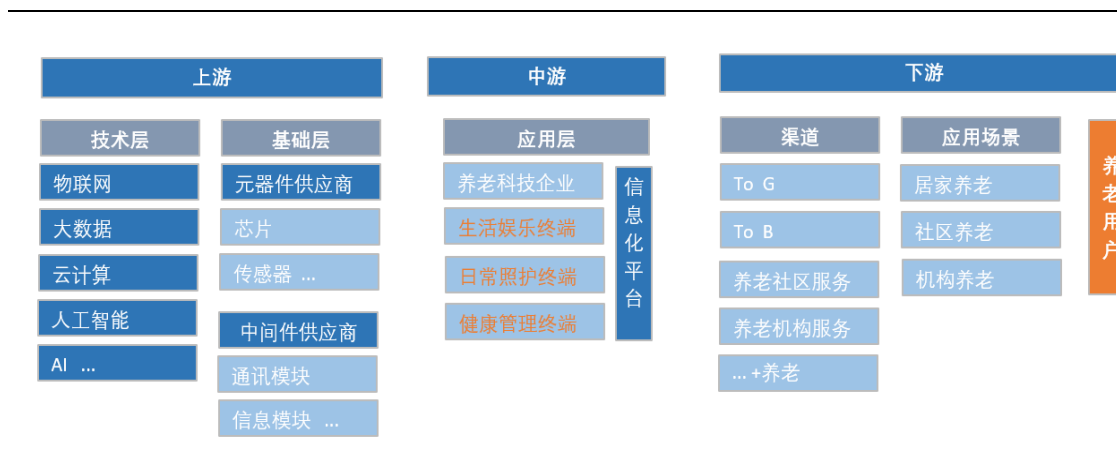 上游
技术层
物联网
大数据
云计算
人工智能
AI ...
基础层
元器件供应商
芯片
传感器 ...
中间件供应商
通讯模块
信息模块 ...
中游
应用层
养老科技企业
生活娱乐终端
日常照护终端
健康管理终端
信息化平台
下游
渠道
To G
To B
养老社区服务
养老机构服务
...+养老
应用场景
居家养老
社区养老
机构养老
养老用户